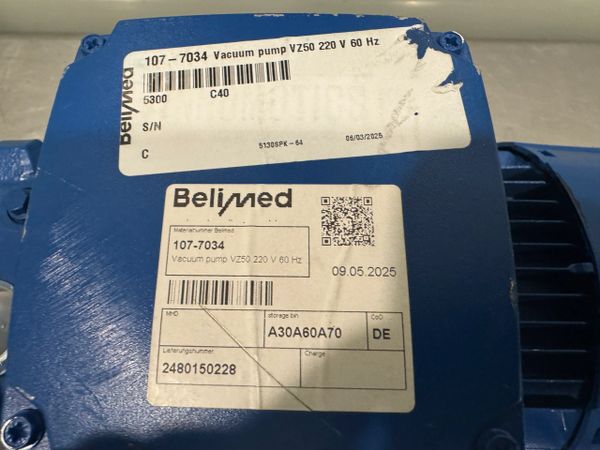 Belimed
107-7034 Vacuum pump VZ50 220 V 60 Hz
5300 C40
S/N
C
51308PK-64 06/03/2025
Belimed
Materialnummer Belimed
107-7034
Vacuum pump VZ50 220 V 60 Hz
09.05.2025
MHD
storage bin
A30A60A70
CoO
DE
Lieferungsnummer
2480150228
Charge